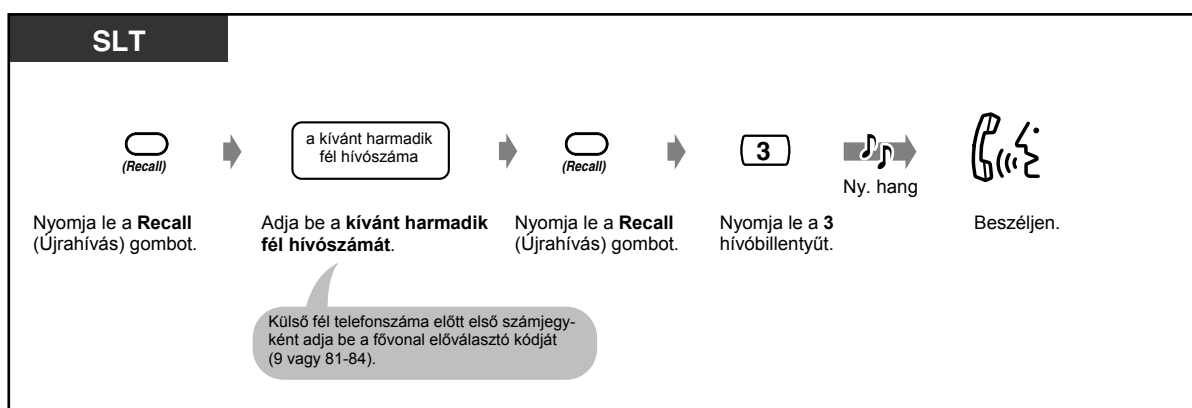 SLT
a kívánt harmadik
fél hívószáma
(Recall)
(Recall)
3
Ny. hang
Nyomja le a Recall
(Újrahívás) gombot.
Adja be a kívánt harmadik
fél hívószámát.
Nyomja le a Recall
(Újrahívás) gombot.
Nyomja le a 3
hívóbillentyűt.
Beszéljen.
Külső fél telefonszáma előtt első számjegy-
ként adja be a fővonal előválasztó kódját
(9 vagy 81-84).